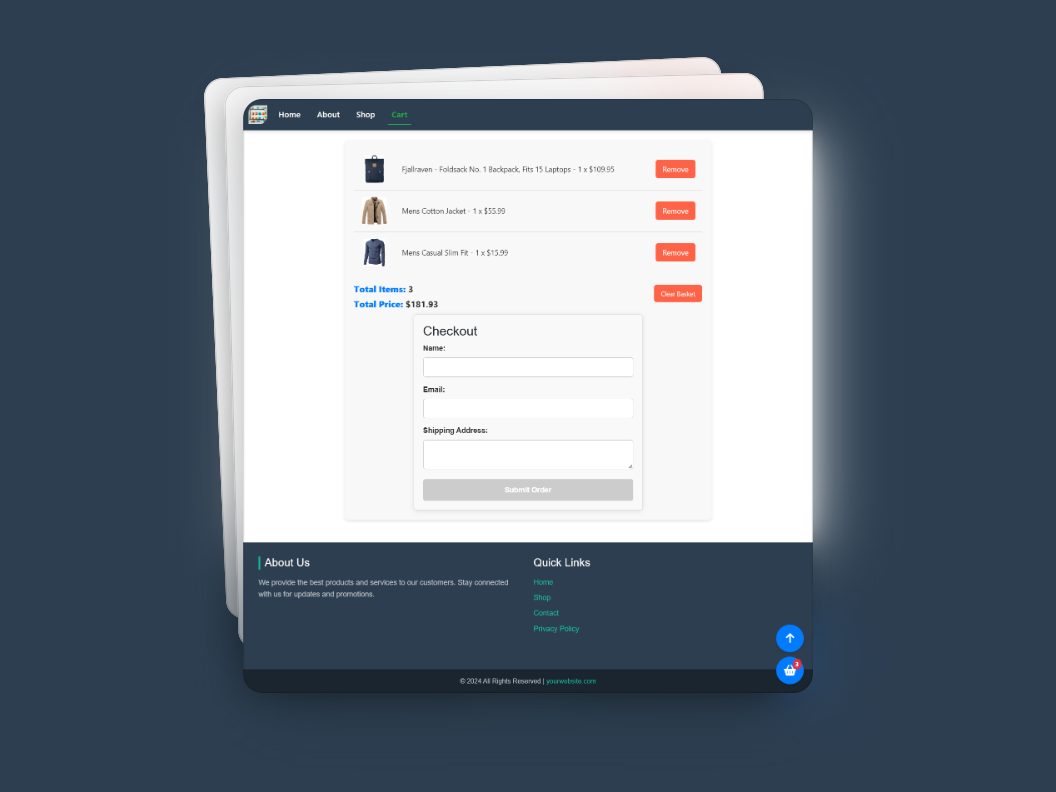 Home About Shop Cart
Fjallraven - Foldsack No. 1 Backpack, Fits 15 Laptops - 1 x $109.95 Remove
Mens Cotton Jacket - 1 x $55.99 Remove
Mens Casual Slim Fit - 1 x $15.99 Remove
Total Items: 3 Clear Basket
Total Price: $181.93
Checkout
Name:
Email:
Shipping Address:
Submit Order
About Us Quick Links
We provide the best products and services to our customers. Stay connected
with us for updates and promotions.
Home
Shop
Contact
Privacy Policy
3
© 2024 All Rights Reserved | yourwebsite.com